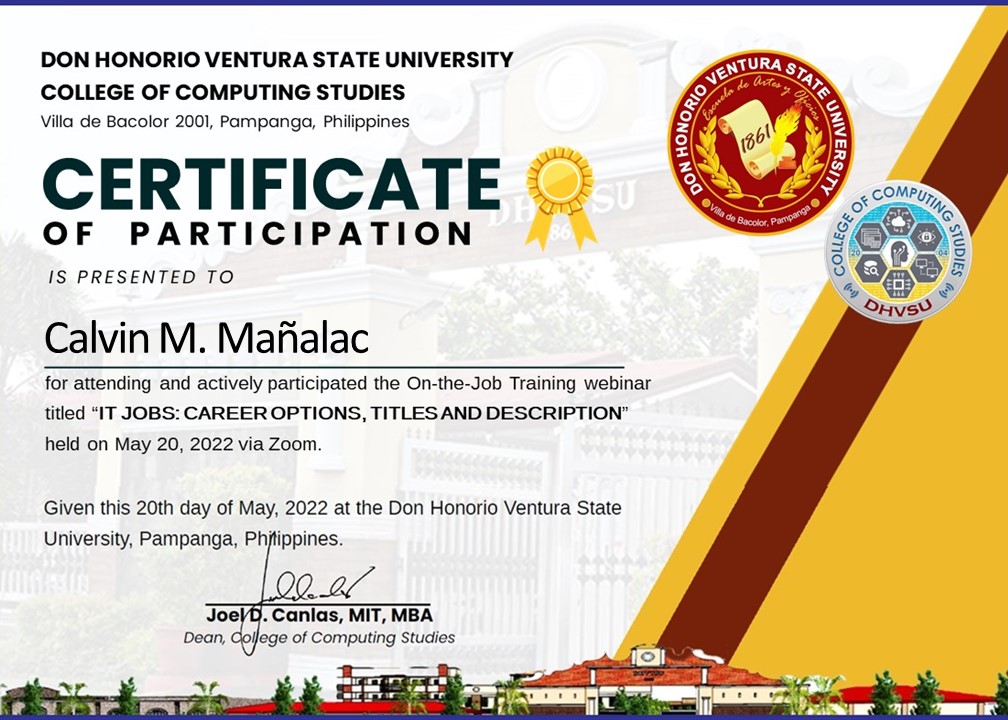 DON HONORIO VENTURA STATE UNIVERSITY
COLLEGE OF COMPUTING STUDIES
Villa de Bacolor 2001, Pampanga, Philippines
CERTIFICATE
OF PARTICIPATION
IS PRESENTED TO
Calvin M. Mañalac
for attending and actively participated the On-the-Job Training webinar
titled “IT JOBS: CAREER OPTIONS, TITLES AND DESCRIPTION”
held on May 20, 2022 via Zoom.
Given this 20th day of May, 2022 at the Don Honorio Ventura State
University, Pampanga, Philippines.
Joel D. Canlas, MIT, MBA
Dean, College of Computing Studies
DON HONORIO VENTURA STATE UNIVERSITY
Escuela de Artes y Oficios
1861
Villa de Bacolor, Pampanga
COLLEGE OF COMPUTING STUDIES
2004
DHVSU
DHVSU